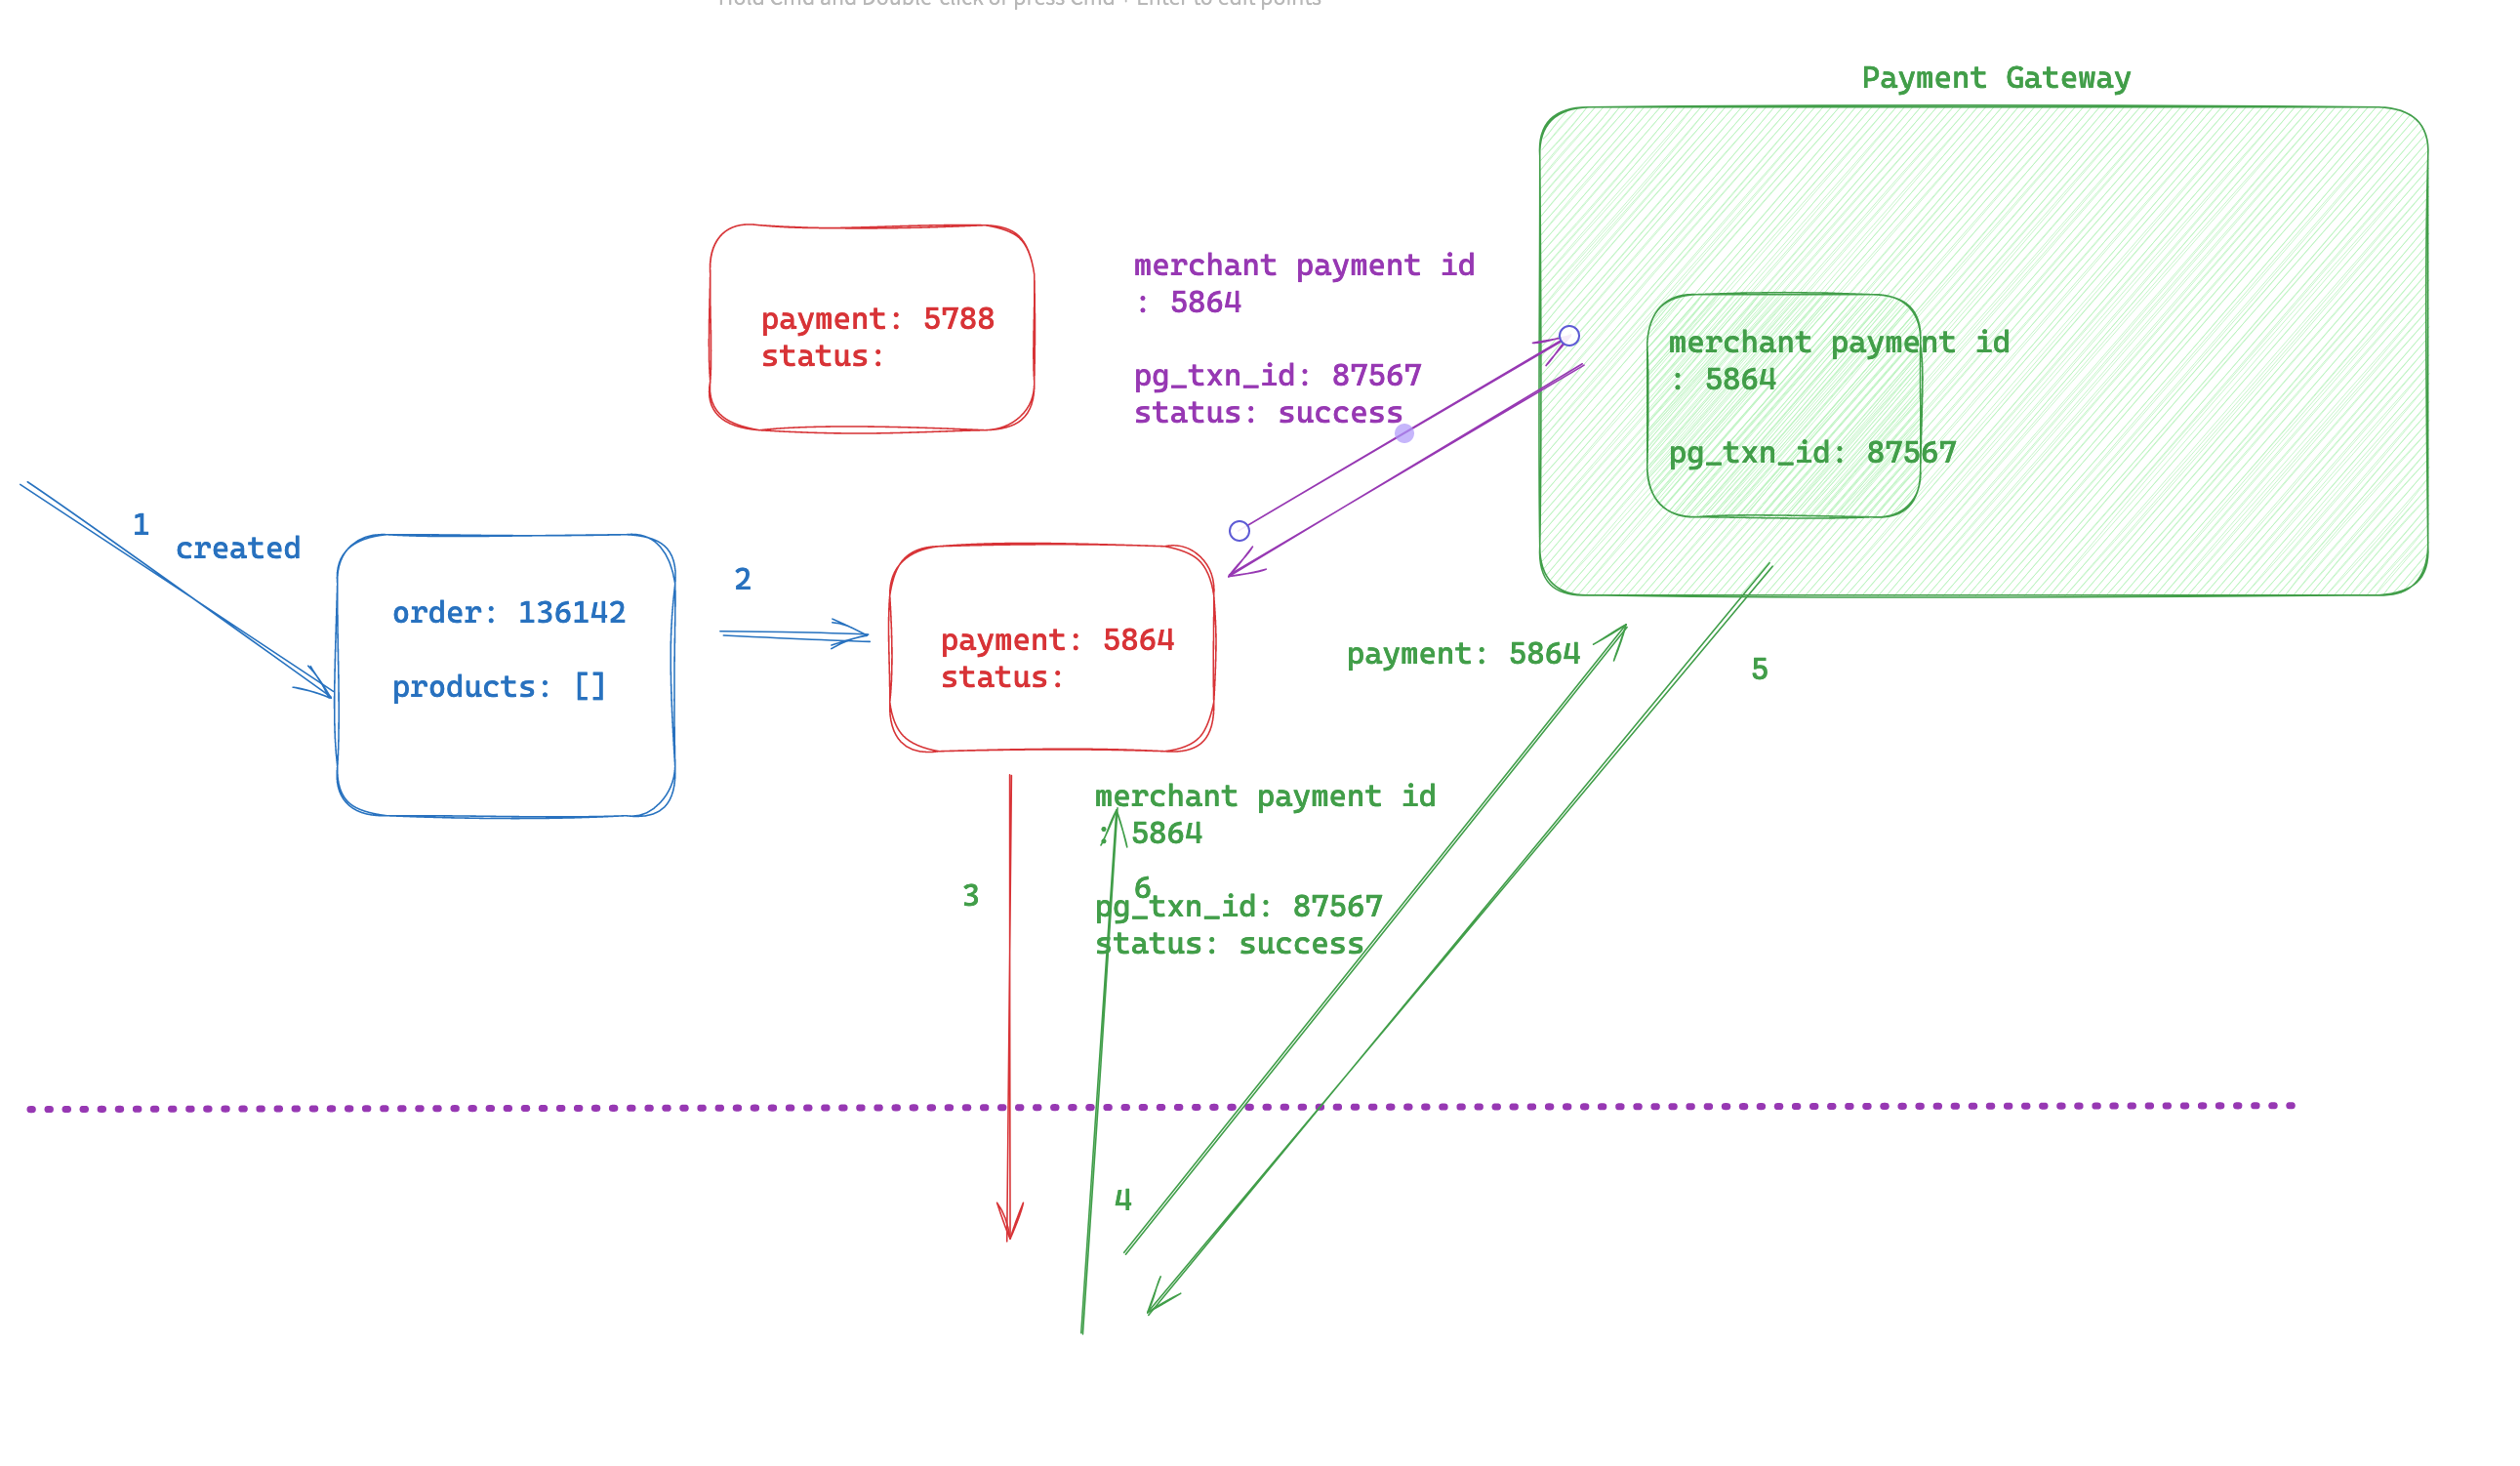 Hold Cmd and Double-click or press Cmd + Enter to edit points
Payment Gateway
payment: 5788
status:
merchant payment id
: 5864
pg_txn_id: 87567
status: success
merchant payment id
: 5864
pg_txn_id: 87567
1
created
order: 136142
products: []
2
payment: 5864
status:
payment: 5864
5
3
merchant payment id
: 5864
6
pg_txn_id: 87567
status: success
4